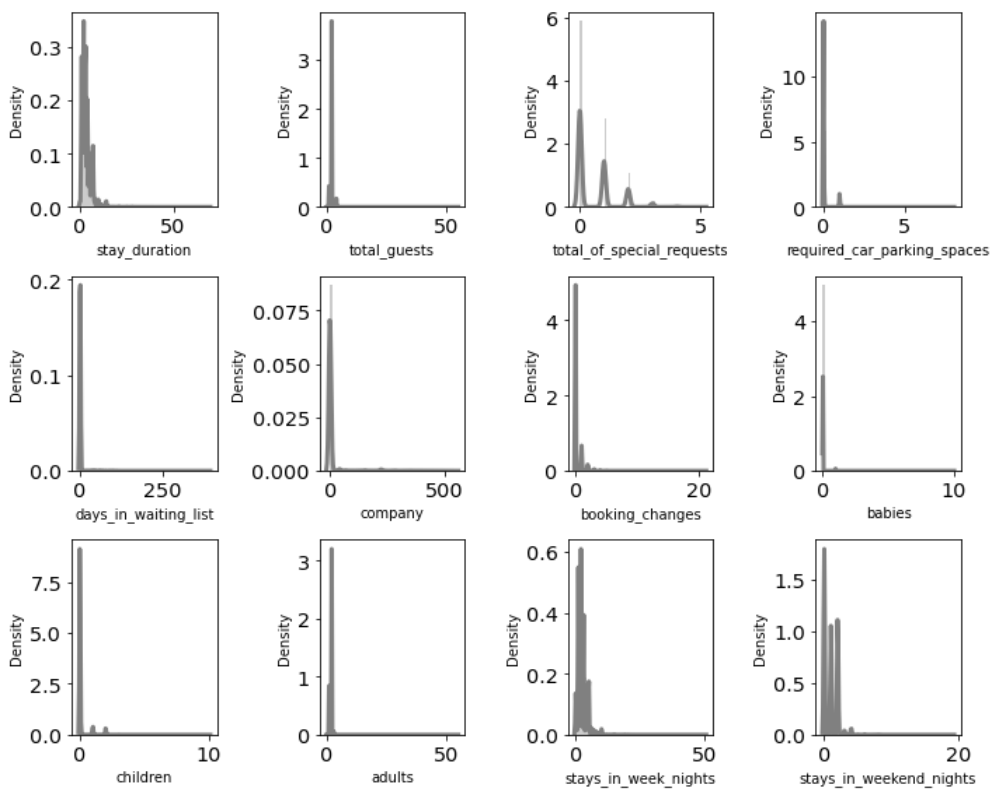 Density
0.3
0.2
0.1
0.0
0 50
stay_duration
Density
3
2
1
0
0 50
total_guests
Density
6
4
2
0
0 5
total_of_special_requests
Density
10
5
0
0 5
required_car_parking_spaces
Density
0.2
0.1
0.0
0 250
days_in_waiting_list
Density
0.075
0.050
0.025
0.000
0 500
company
Density
4
2
0
0 20
booking_changes
Density
4
2
0
0 10
babies
Density
7.5
5.0
2.5
0.0
0 10
children
Density
3
2
1
0
0 50
adults
Density
0.6
0.4
0.2
0.0
0 50
stays_in_week_nights
Density
1.5
1.0
0.5
0.0
0 20
stays_in_weekend_nights